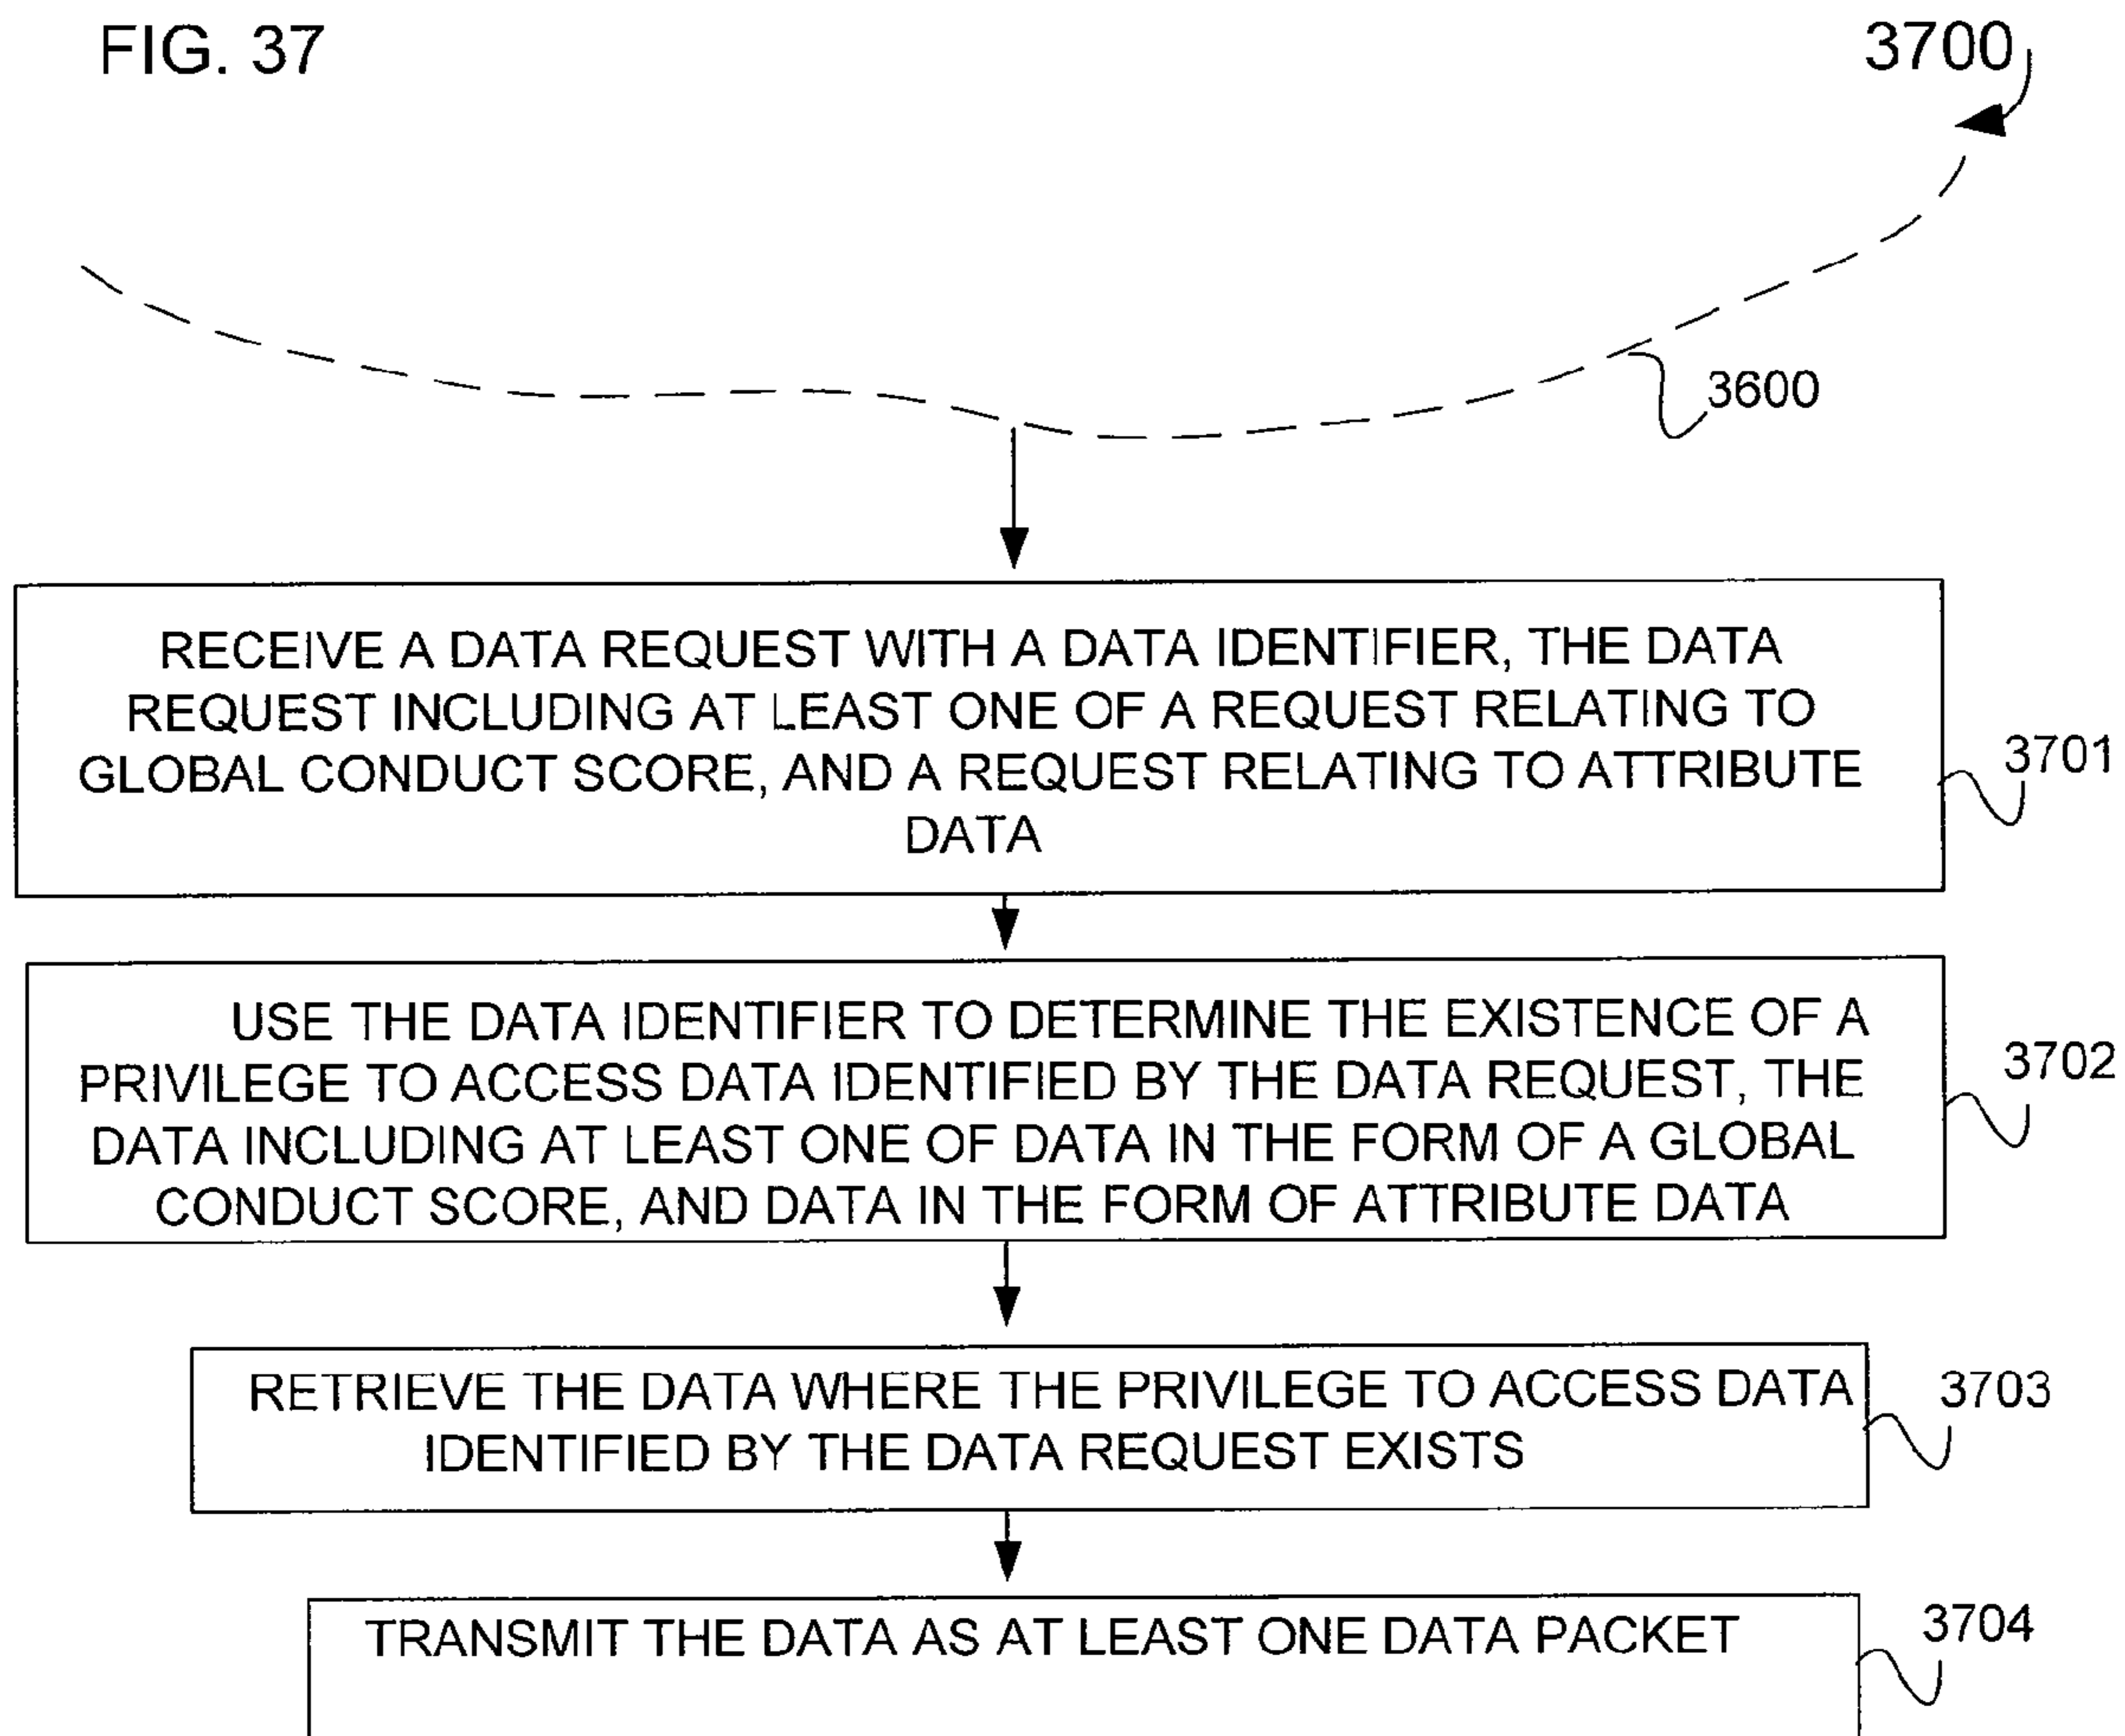 FIG. 37
3700
3600
RECEIVE A DATA REQUEST WITH A DATA IDENTIFIER, THE DATA
REQUEST INCLUDING AT LEAST ONE OF A REQUEST RELATING TO
GLOBAL CONDUCT SCORE, AND A REQUEST RELATING TO ATTRIBUTE
DATA
3701
USE THE DATA IDENTIFIER TO DETERMINE THE EXISTENCE OF A
PRIVILEGE TO ACCESS DATA IDENTIFIED BY THE DATA REQUEST, THE
DATA INCLUDING AT LEAST ONE OF DATA IN THE FORM OF A GLOBAL
CONDUCT SCORE, AND DATA IN THE FORM OF ATTRIBUTE DATA
3702
RETRIEVE THE DATA WHERE THE PRIVILEGE TO ACCESS DATA
IDENTIFIED BY THE DATA REQUEST EXISTS
3703
TRANSMIT THE DATA AS AT LEAST ONE DATA PACKET
3704